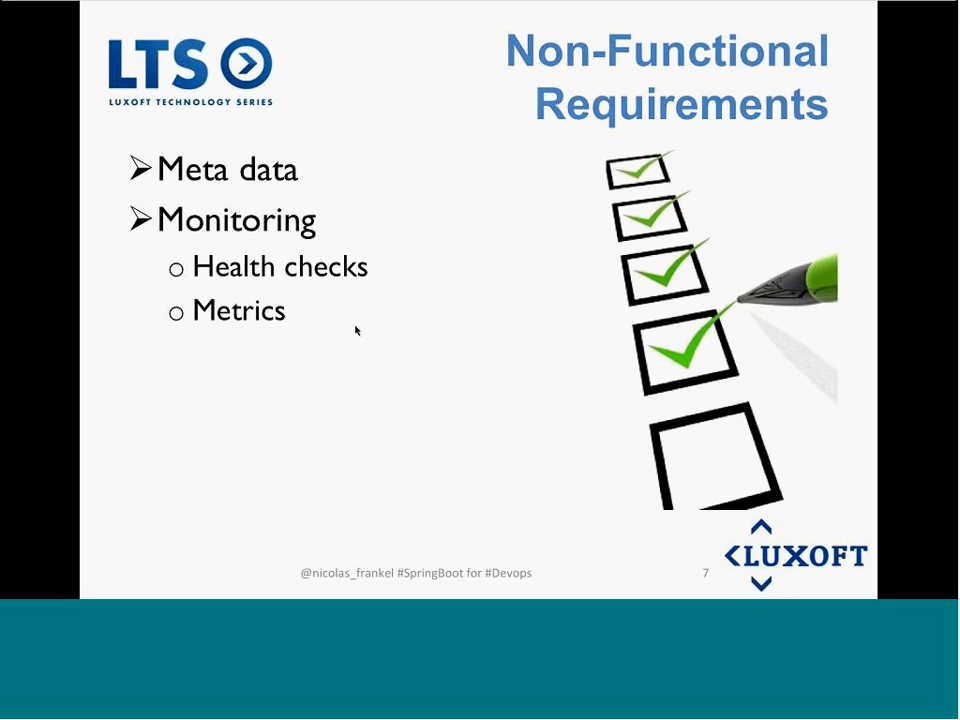 LTS
LUXOFT TECHNOLOGY SERIES
Non-Functional
Requirements
Meta data
Monitoring
Health checks
Metrics
@nicolas_frankel #SpringBoot for #Devops
7
LUXOFT